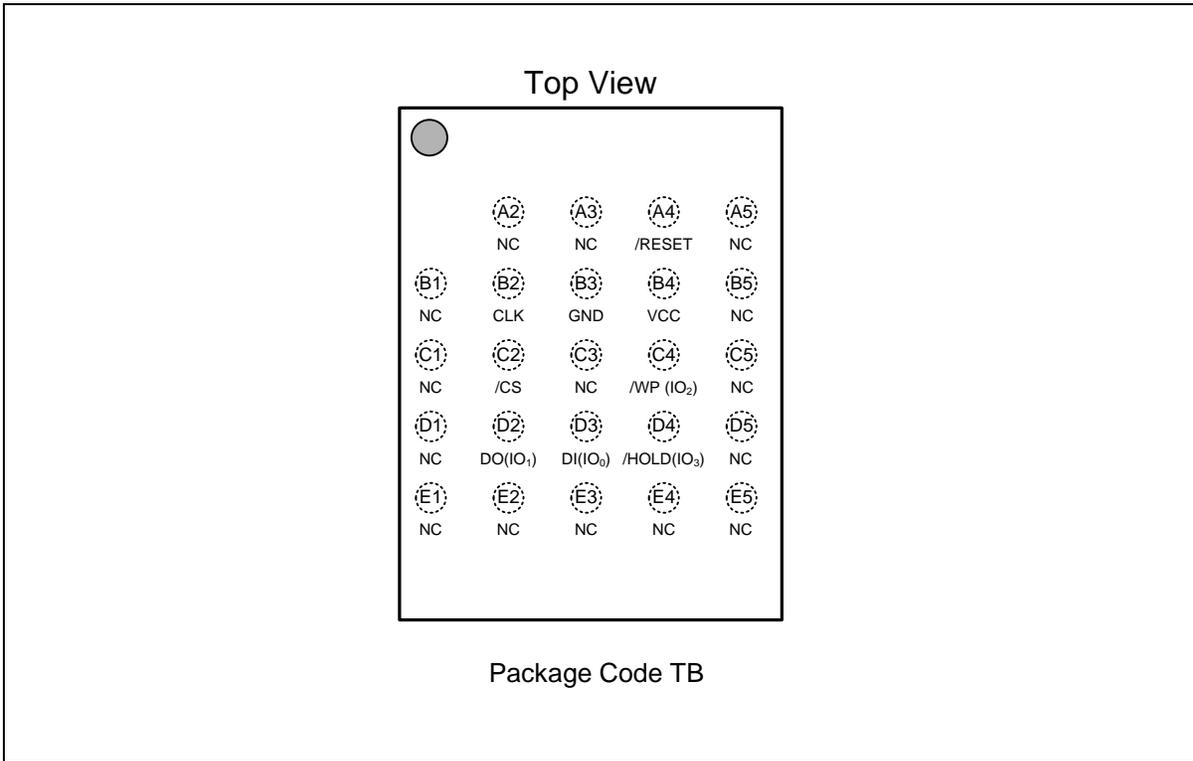 Top View
A2 A3 A4 A5
NC NC /RESET NC
B1 B2 B3 B4 B5
NC CLK GND VCC NC
C1 C2 C3 C4 C5
NC /CS NC /WP (IO₂) NC
D1 D2 D3 D4 D5
NC DO(IO₁) DI(IO₀) /HOLD(IO₃) NC
E1 E2 E3 E4 E5
NC NC NC NC NC
Package Code TB